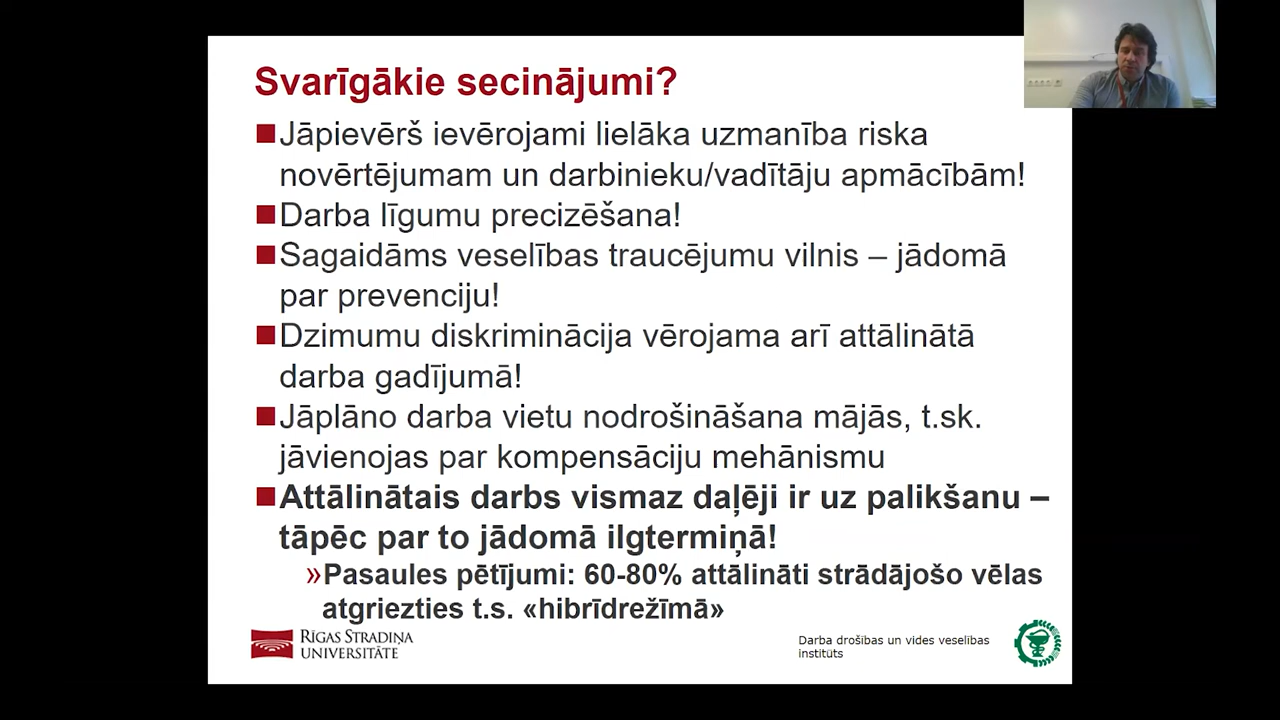 Svarīgākie secinājumi?
Jāpievērš ievērojami lielāka uzmanība riska
novērtējumam un darbinieku/vadītāju apmācībām!
Darba līgumu precizēšana!
Sagaidāms veselības traucējumu vilnis – jādomā
par prevenciju!
Dzimumu diskriminācija vērojama arī attālinātā
darba gadījumā!
Jāplāno darba vietu nodrošināšana mājās, t.sk.
jāvienojas par kompensāciju mehānismu
Attālinātais darbs vismaz daļēji ir uz palikšanu –
tāpēc par to jādomā ilgtermiņā!
»Pasaules pētījumi: 60-80% attālināti strādājošo vēlas
atgriezties t.s. «hibrīdrežīmā»
RĪGAS STRADIŅA
UNIVERSITĀTE
Darba drošības un vides veselības
institūts